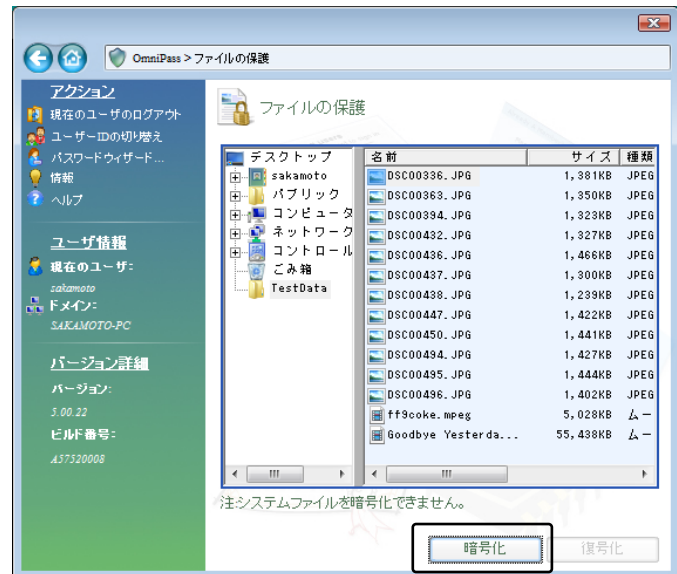 OmniPass > ファイルの保護
アクション
現在のユーザのログアウト
ユーザーIDの切り替え
パスワードウィザード...
情報
ヘルプ
ユーザ情報
現在のユーザ:
sakamoto
ドメイン:
SAKAMOTO-PC
バージョン詳細
バージョン:
5.00.22
ビルド番号:
A57520008
ファイルの保護
デスクトップ
sakamoto
パブリック
コンピュータ
ネットワーク
コントロール
ごみ箱
TestData
名前 サイズ 種類
DSC00336.JPG 1,381KB JPEG
DSC00363.JPG 1,350KB JPEG
DSC00394.JPG 1,323KB JPEG
DSC00432.JPG 1,327KB JPEG
DSC00436.JPG 1,466KB JPEG
DSC00437.JPG 1,300KB JPEG
DSC00438.JPG 1,239KB JPEG
DSC00447.JPG 1,422KB JPEG
DSC00450.JPG 1,441KB JPEG
DSC00494.JPG 1,427KB JPEG
DSC00495.JPG 1,444KB JPEG
DSC00496.JPG 1,402KB JPEG
ff9coke.mpeg 5,028KB ムー
Goodbye Yesterda... 55,438KB ムー
注:システムファイルを暗号化できません。
暗号化 復号化